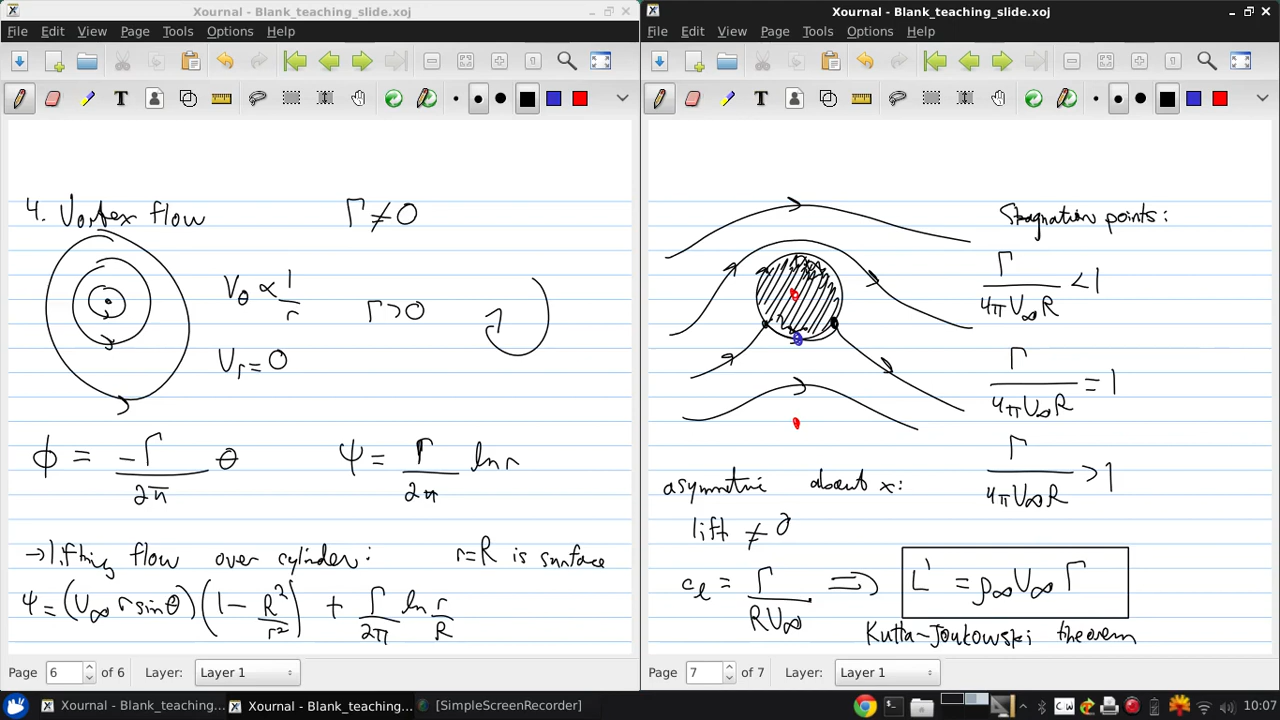 Xournal - Blank_teaching_slide.xoj
File Edit View Page Tools Options Help
4. Vortex flow Γ ≠ 0
V_θ ∝ 1/r
Γ > 0
V_r = 0
ϕ = -Γ/2π θ ψ = Γ/2π ln r
→ lifting flow over cylinder: r=R is surface
ψ = (V∞ r sin θ)(1 - R²/r²) + Γ/2π ln r/R
Page 6 of 6 Layer: Layer 1
Xournal - Blank_teaching_slide.xoj
File Edit View Page Tools Options Help
Stagnation points:
Γ/4πV∞R < 1
Γ/4πV∞R = 1
Γ/4πV∞R > 1
asymmetric about x:
lift ≠ 0
c_l = Γ/RV∞ ⇒ L' = ρ∞ V∞ Γ
Kutta-Joukowski theorem
Page 7 of 7 Layer: Layer 1
Xournal - Blank_teaching_... Xournal - Blank_teaching_... [SimpleScreenRecorder] CW 10:07